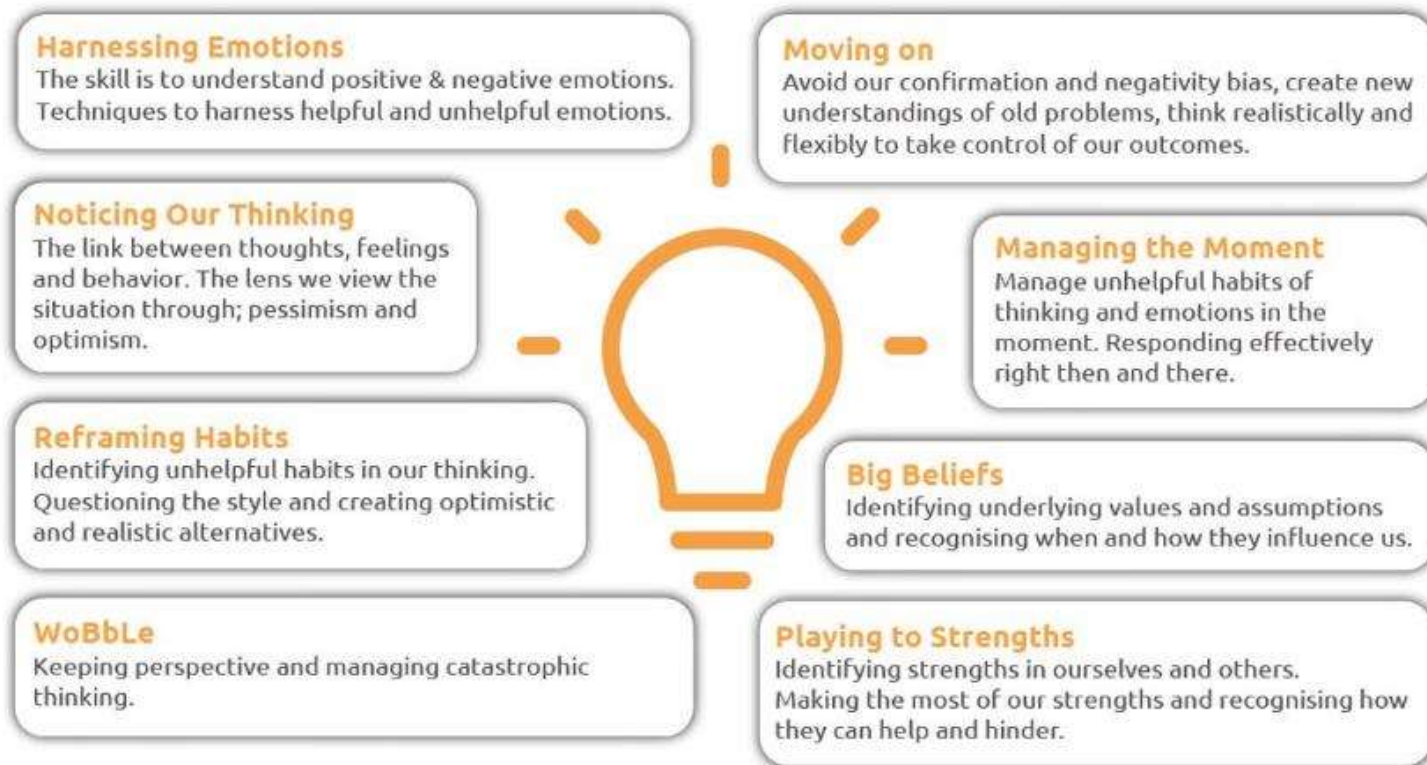 Harnessing Emotions
The skill is to understand positive & negative emotions.
Techniques to harness helpful and unhelpful emotions.
Noticing Our Thinking
The link between thoughts, feelings
and behavior. The lens we view the
situation through; pessimism and
optimism.
Reframing Habits
Identifying unhelpful habits in our thinking.
Questioning the style and creating optimistic
and realistic alternatives.
WoBbLe
Keeping perspective and managing catastrophic
thinking.
Moving on
Avoid our confirmation and negativity bias, create new
understandings of old problems, think realistically and
flexibly to take control of our outcomes.
Managing the Moment
Manage unhelpful habits of
thinking and emotions in the
moment. Responding effectively
right then and there.
Big Beliefs
Identifying underlying values and assumptions
and recognising when and how they influence us.
Playing to Strengths
Identifying strengths in ourselves and others.
Making the most of our strengths and recognising how
they can help and hinder.